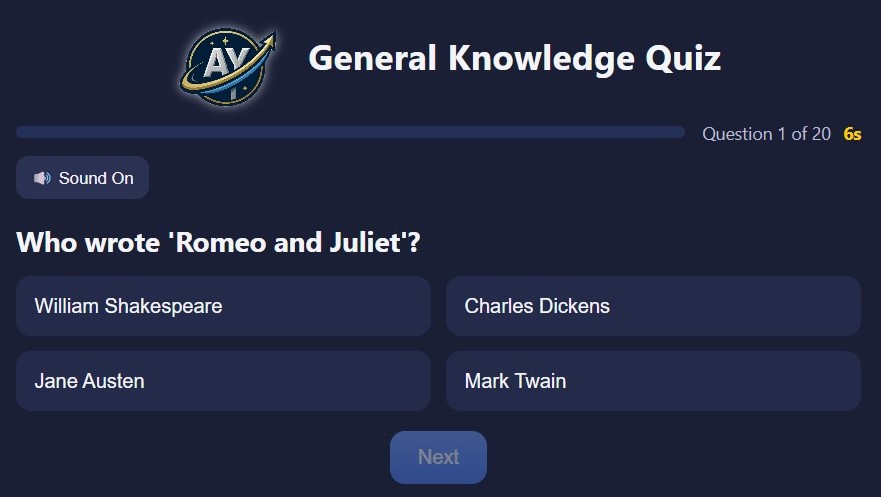 AY
General Knowledge Quiz
Question 1 of 20 6s
Sound On
Who wrote 'Romeo and Juliet'?
William Shakespeare
Charles Dickens
Jane Austen
Mark Twain
Next